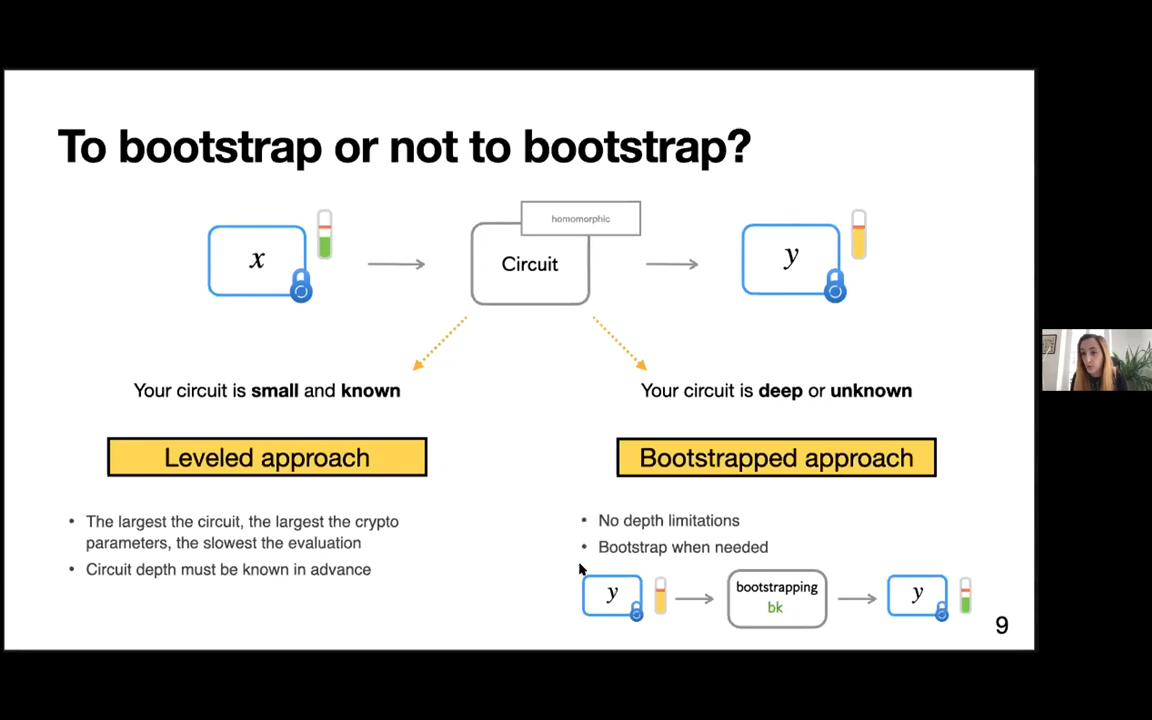 To bootstrap or not to bootstrap?
homomorphic
x
Circuit
y
Your circuit is small and known
Your circuit is deep or unknown
Leveled approach
Bootstrapped approach
• The largest the circuit, the largest the crypto
parameters, the slowest the evaluation
• Circuit depth must be known in advance
• No depth limitations
• Bootstrap when needed
y
bootstrapping
bk
y
9